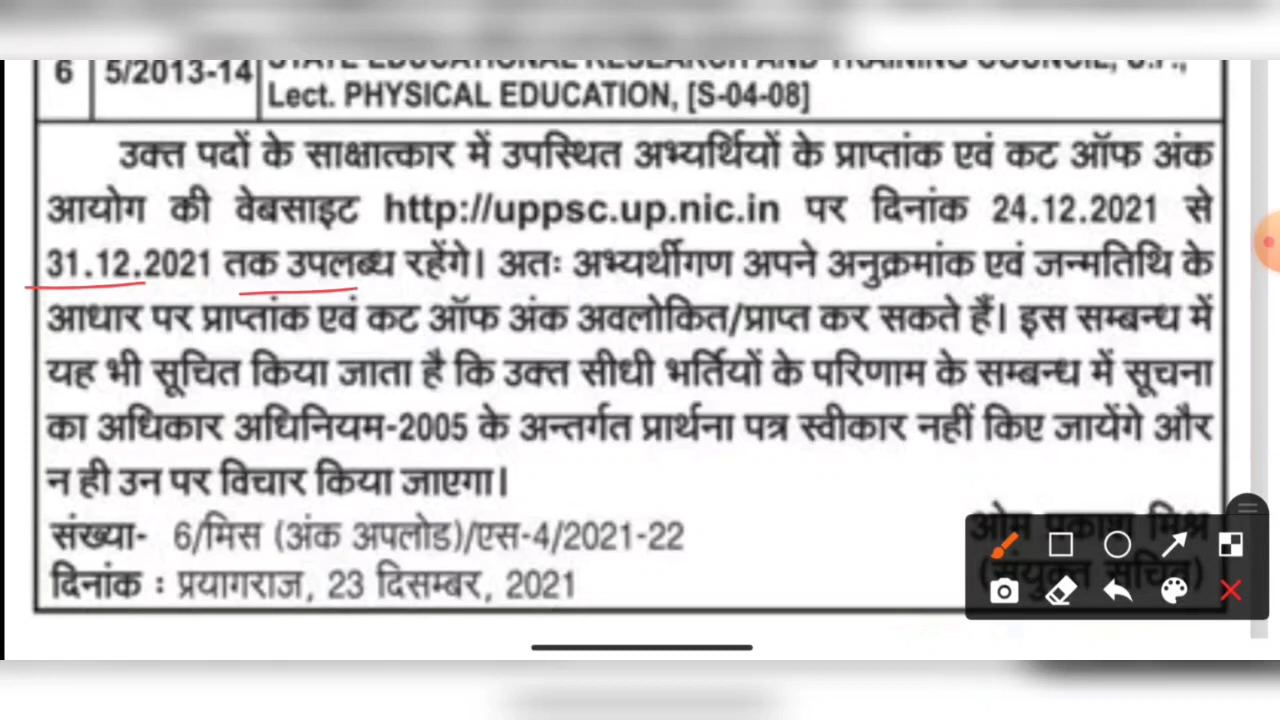 6 5/2013-14 STATE EDUCATIONAL RESEARCH AND TRAINING COUNCIL, U.P.,
Lect. PHYSICAL EDUCATION, [S-04-08]
उक्त पदों के साक्षात्कार में उपस्थित अभ्यर्थियों के प्राप्तांक एवं कट ऑफ अंक
आयोग की वेबसाइट http://uppsc.up.nic.in पर दिनांक 24.12.2021 से
31.12.2021 तक उपलब्ध रहेंगे। अतः अभ्यर्थीगण अपने अनुक्रमांक एवं जन्मतिथि के
आधार पर प्राप्तांक एवं कट ऑफ अंक अवलोकित/प्राप्त कर सकते हैं। इस सम्बन्ध में
यह भी सूचित किया जाता है कि उक्त सीधी भर्तियों के परिणाम के सम्बन्ध में सूचना
का अधिकार अधिनियम-2005 के अन्तर्गत प्रार्थना पत्र स्वीकार नहीं किए जायेंगे और
न ही उन पर विचार किया जाएगा।
संख्या- 6/मिस (अंक अपलोड)/एस-4/2021-22
ओम प्रकाश मिश्र
दिनांक : प्रयागराज, 23 दिसम्बर, 2021
(संयुक्त सचिव)